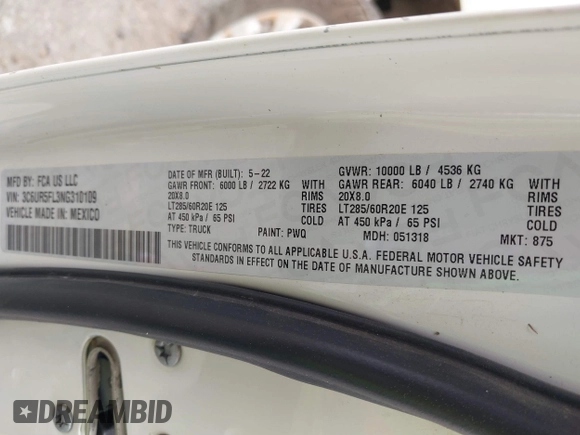 MFD BY: FCA US LLC
VIN: 3C6UR5FL3NG310109
VEHICLE MADE IN: MEXICO
DATE OF MFR (BUILT): 5-22
GAWR FRONT: 6000 LB / 2722 KG WITH
20X8.0 RIMS
LT285/60R20E 125 TIRES
AT 450 kPa / 65 PSI COLD
TYPE: TRUCK PAINT: PWQ
GVWR: 10000 LB / 4536 KG
GAWR REAR: 6040 LB / 2740 KG WITH
20X8.0 RIMS
LT285/60R20E 125 TIRES
AT 450 kPa / 65 PSI COLD
MDH: 051318 MKT: 875
THIS VEHICLE CONFORMS TO ALL APPLICABLE U.S.A. FEDERAL MOTOR VEHICLE SAFETY
STANDARDS IN EFFECT ON THE DATE OF MANUFACTURE SHOWN ABOVE.
DREAMBID